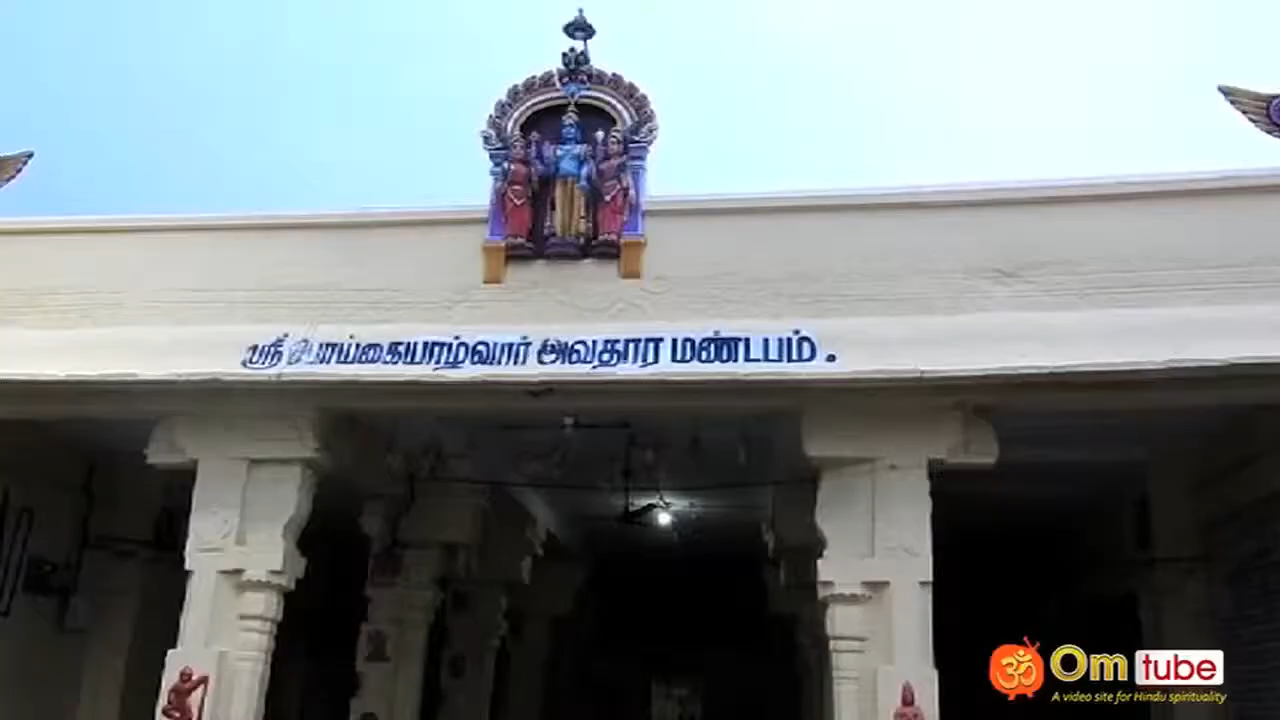 ஸ்ரீ பொய்கையாழ்வார் அவதார மண்டபம் .
ॐ Om tube
A video site for Hindu spirituality